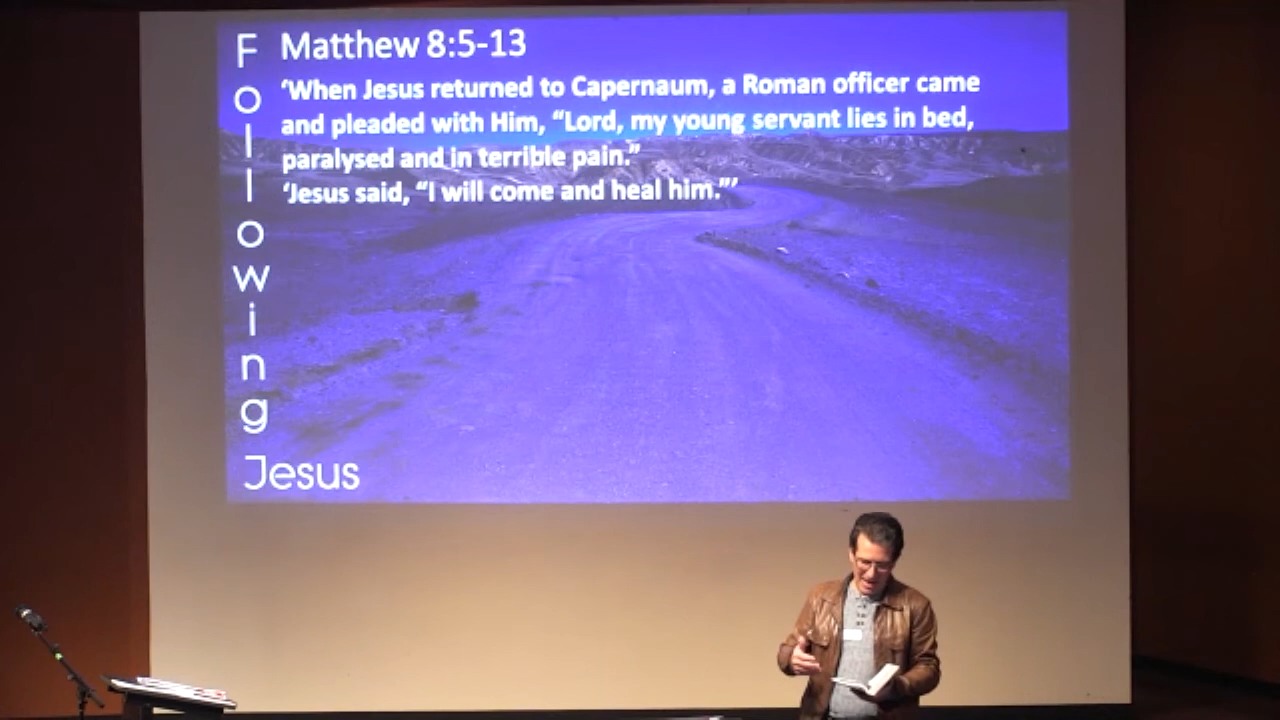 Following
Jesus
Matthew 8:5-13
‘When Jesus returned to Capernaum, a Roman officer came
and pleaded with Him, “Lord, my young servant lies in bed,
paralysed and in terrible pain.”
‘Jesus said, “I will come and heal him.”’